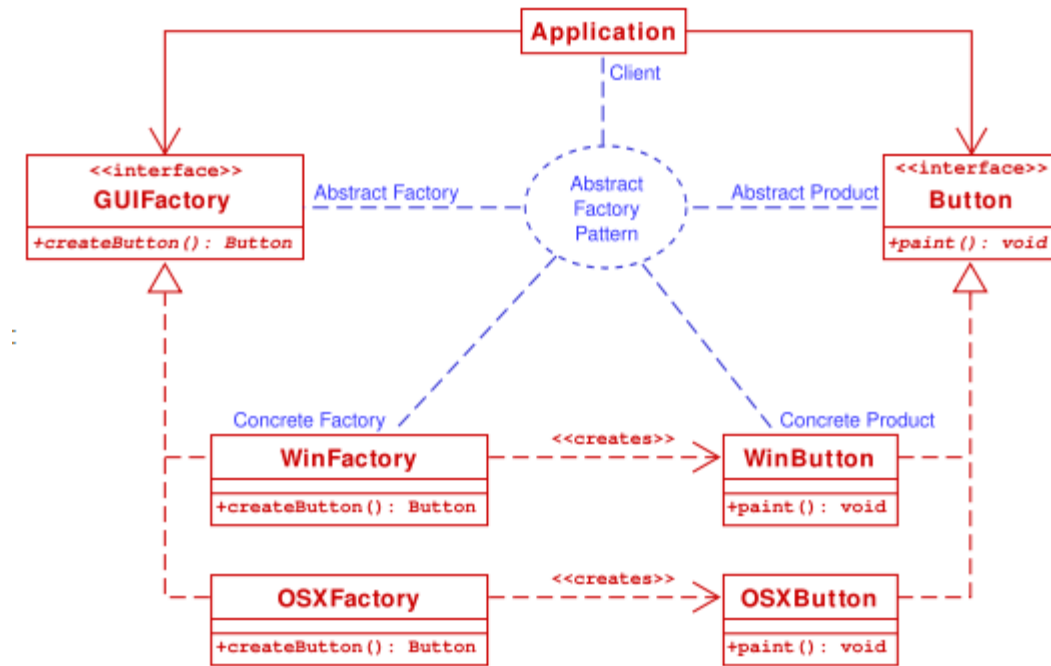 Application
Client
<<interface>>
GUIFactory
+createButton(): Button
Abstract Factory
Abstract
Factory
Pattern
Abstract Product
<<interface>>
Button
+paint(): void
Concrete Factory
WinFactory
+createButton(): Button
<<creates>>
Concrete Product
WinButton
+paint(): void
OSXFactory
+createButton(): Button
<<creates>>
OSXButton
+paint(): void